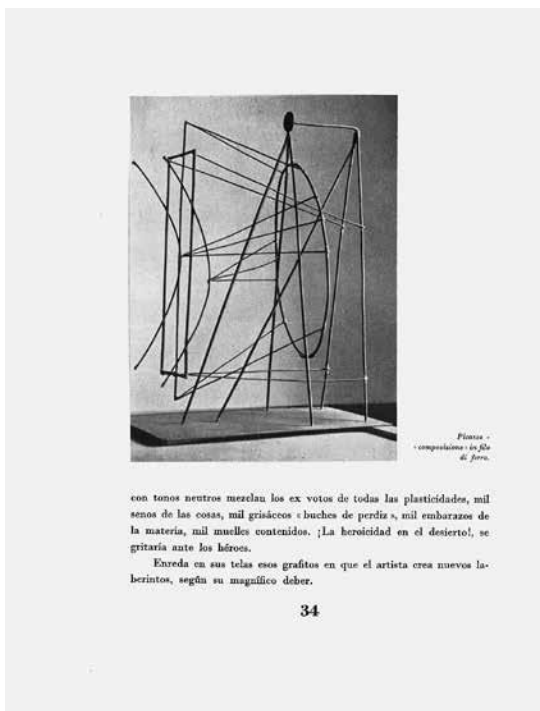 Picasso -
« composizione » in filo
di ferro.
con tonos neutros mezclan los ex votos de todas las plasticidades, mil
senos de las cosas, mil grisáceos « buches de perdiz », mil embarazos de
la materia, mil muelles contenidos. ¡La heroicidad en el desierto!, se
gritaría ante los héroes.
Enreda en sus telas esos grafitos en que el artista crea nuevos la-
berintos, según su magnífico deber.
34